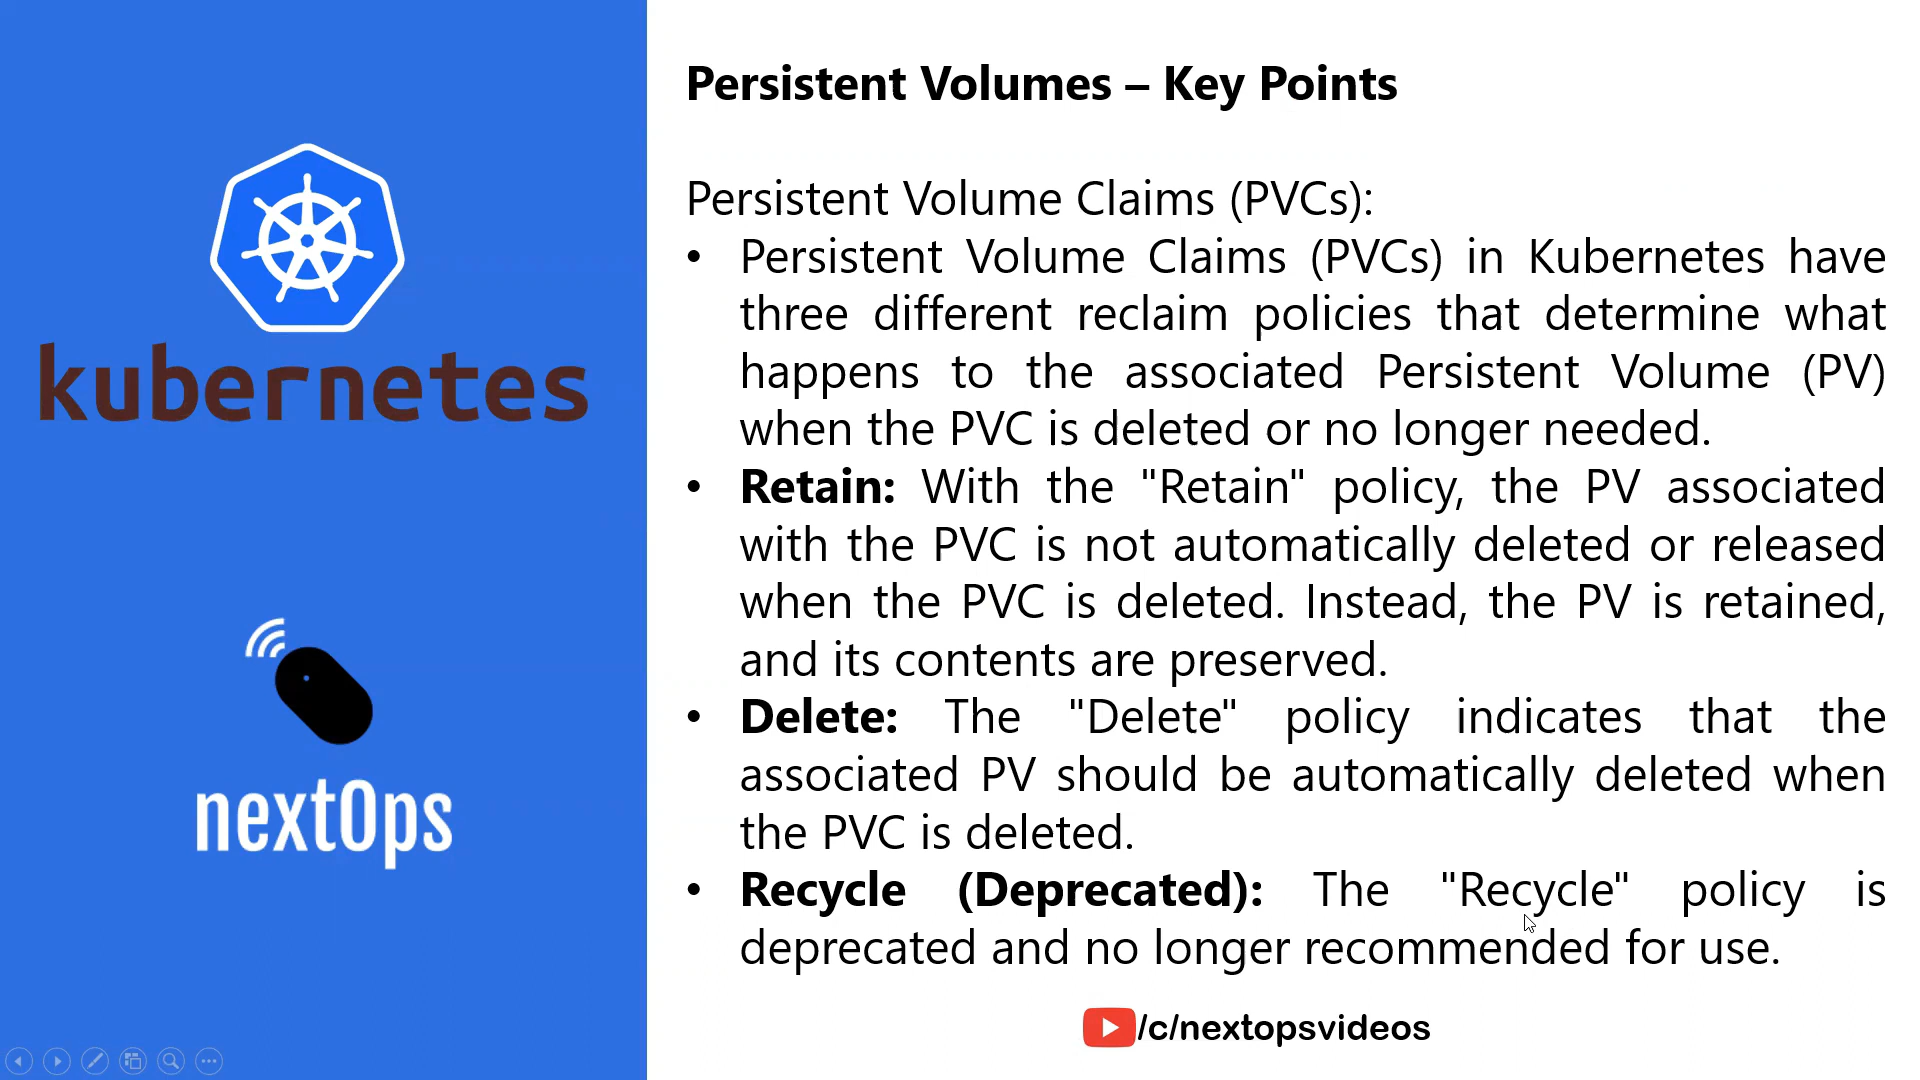 Persistent Volumes – Key Points
Persistent Volume Claims (PVCs):
• Persistent Volume Claims (PVCs) in Kubernetes have
three different reclaim policies that determine what
happens to the associated Persistent Volume (PV)
when the PVC is deleted or no longer needed.
• Retain: With the "Retain" policy, the PV associated
with the PVC is not automatically deleted or released
when the PVC is deleted. Instead, the PV is retained,
and its contents are preserved.
• Delete: The "Delete" policy indicates that the
associated PV should be automatically deleted when
the PVC is deleted.
• Recycle (Deprecated): The "Recycle" policy is
deprecated and no longer recommended for use.
/c/nextopsvideos
kubernetes
nextOps